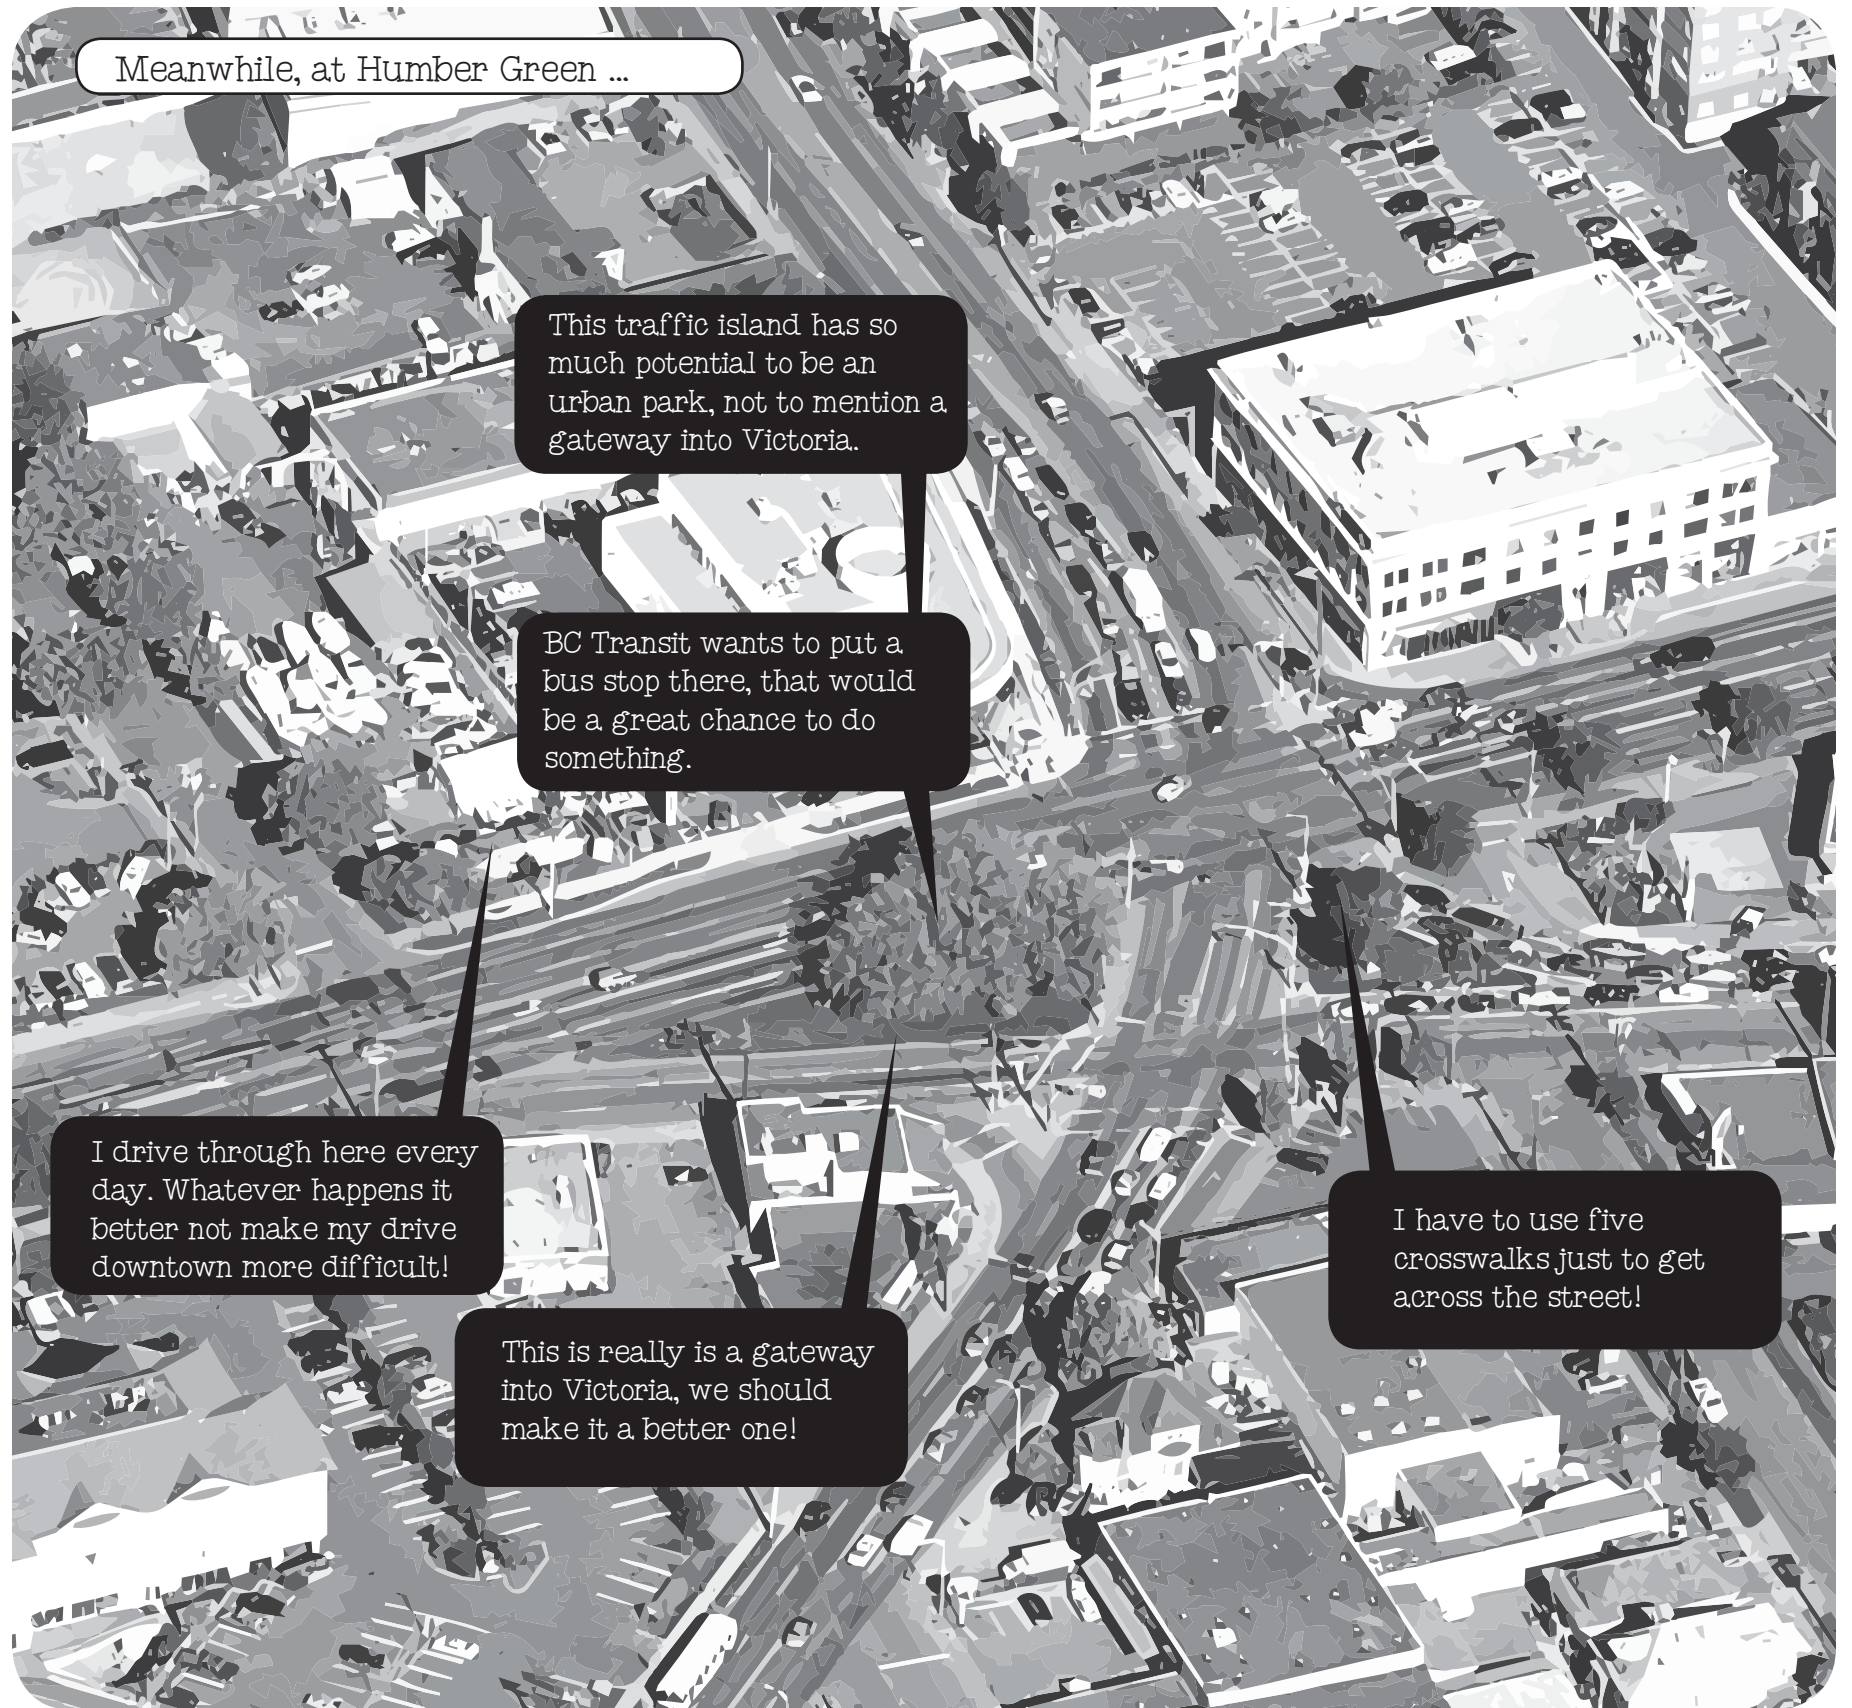 Meanwhile, at Humber Green ...
This traffic island has so
much potential to be an
urban park, not to mention a
gateway into Victoria.
BC Transit wants to put a
bus stop there, that would
be a great chance to do
something.
I drive through here every
day. Whatever happens it
better not make my drive
downtown more difficult!
This is really is a gateway
into Victoria, we should
make it a better one!
I have to use five
crosswalks just to get
across the street!